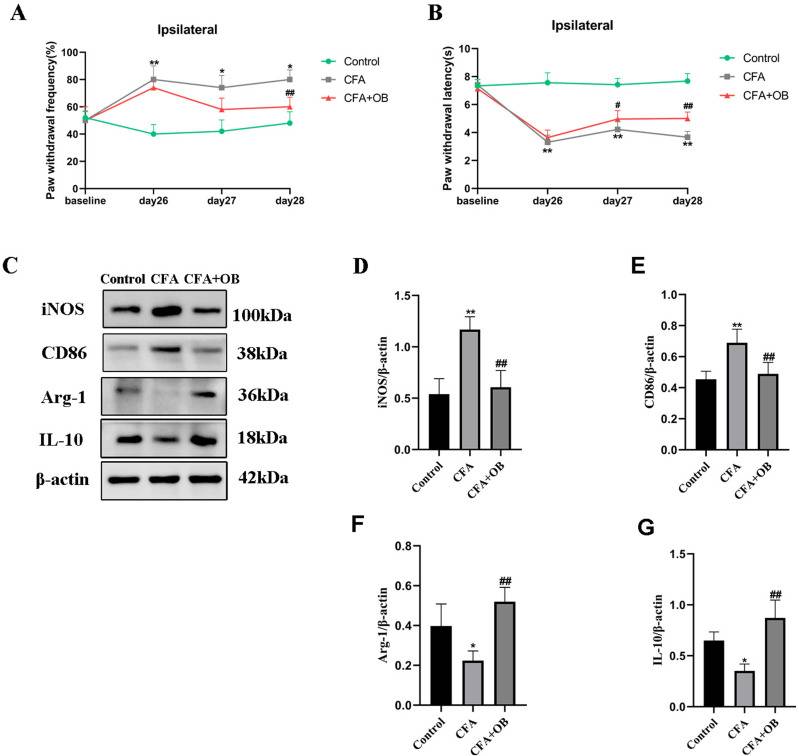 A
Ipsilateral
Paw withdrawal frequency(%)
100
80
60
40
20
0
** * *
##
baseline day26 day27 day28
Control
CFA
CFA+OB
B
Ipsilateral
Paw withdrawal latency(s)
10
8
6
4
2
0
# ##
** ** **
baseline day26 day27 day28
Control
CFA
CFA+OB
C
Control CFA CFA+OB
iNOS 100kDa
CD86 38kDa
Arg-1 36kDa
IL-10 18kDa
β-actin 42kDa
D
iNOS/β-actin
1.5
1.0
0.5
0.0
**
##
Control CFA CFA+OB
E
CD86/β-actin
0.8
0.6
0.4
0.2
0.0
**
##
Control CFA CFA+OB
F
Arg-1/β-actin
0.8
0.6
0.4
0.2
0.0
*
##
Control CFA CFA+OB
G
IL-10/β-actin
1.5
1.0
0.5
0.0
*
##
Control CFA CFA+OB